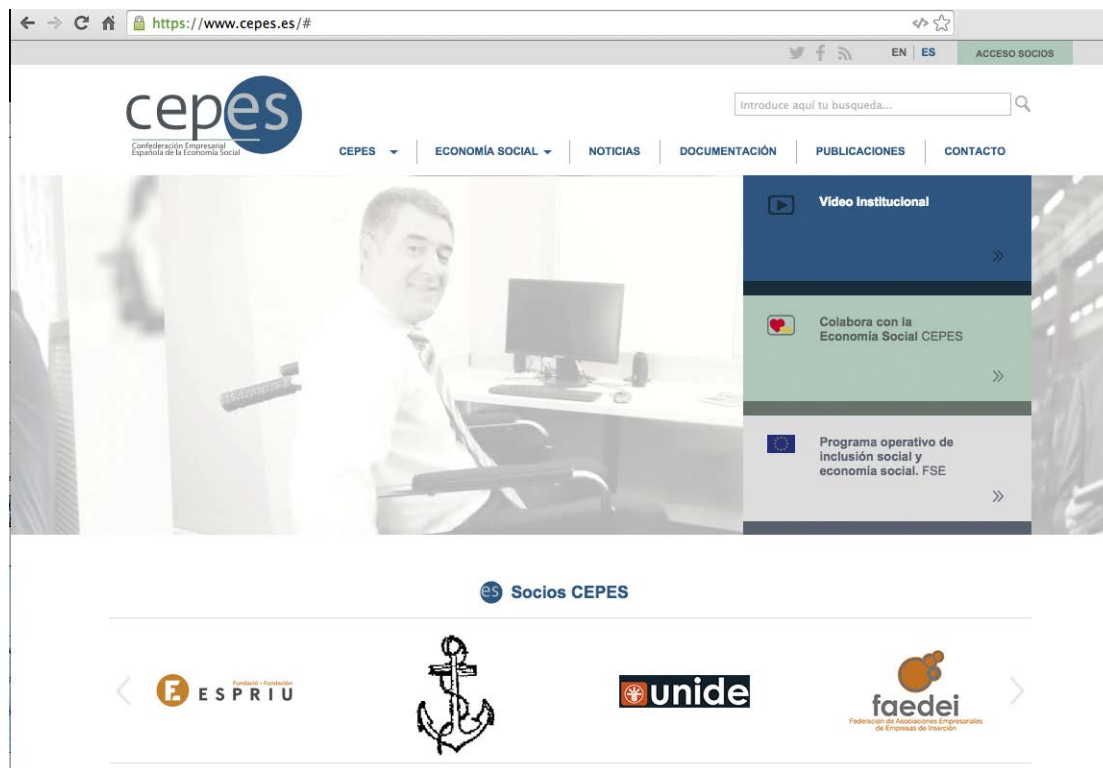 https://www.cepes.es/#
EN ES ACCESO SOCIOS
cepes
Confederación Empresarial
Española de la Economía Social
Introduce aquí tu busqueda...
CEPES ECONOMÍA SOCIAL NOTICIAS DOCUMENTACIÓN PUBLICACIONES CONTACTO
Vídeo Institucional
Colabora con la
Economía Social CEPES
Programa operativo de
inclusión social y
economía social. FSE
es Socios CEPES
Fundació • Fundación
ESPRIU
unide
faedei
Federación de Asociaciones Empresariales
de Empresas de Inserción